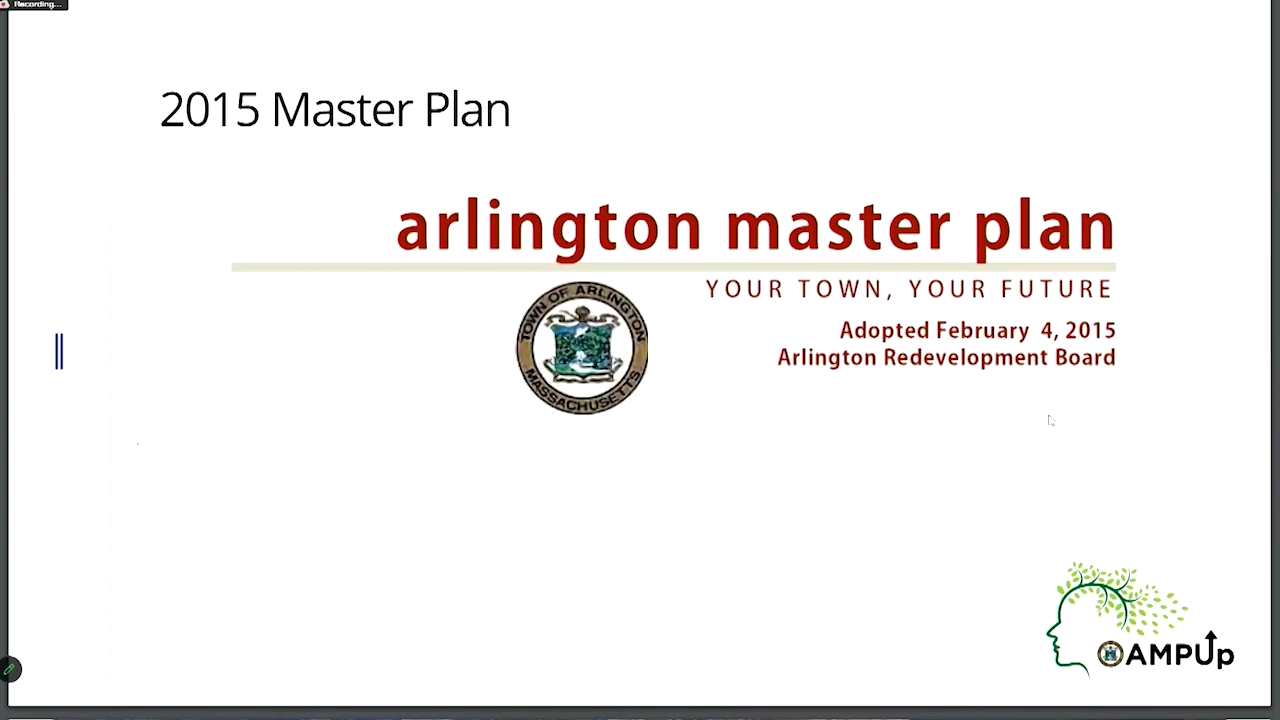 Recording...
2015 Master Plan
arlington master plan
YOUR TOWN, YOUR FUTURE
TOWN OF ARLINGTON
MASSACHUSETTS
Adopted February 4, 2015
Arlington Redevelopment Board
AMPUp